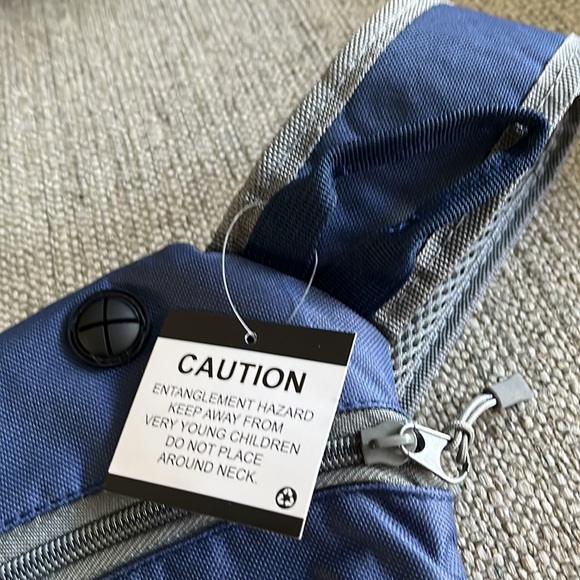 CAUTION
ENTANGLEMENT HAZARD
KEEP AWAY FROM
VERY YOUNG CHILDREN
DO NOT PLACE
AROUND NECK.